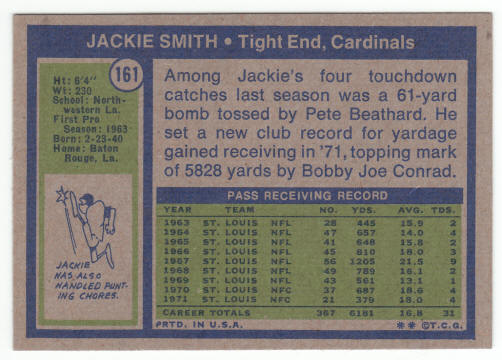 JACKIE SMITH • Tight End, Cardinals
161
Ht: 6'4"
Wt: 230
School: North-
western La.
First Pro
Season: 1963
Born: 2-23-40
Home: Baton
Rouge, La.
JACKIE
HAS ALSO
HANDLED PUNT-
ING CHORES.
Among Jackie's four touchdown
catches last season was a 61-yard
bomb tossed by Pete Beathard. He
set a new club record for yardage
gained receiving in '71, topping mark
of 5828 yards by Bobby Joe Conrad.
PASS RECEIVING RECORD
YEAR TEAM NO. YDS. AVG. TDS.
1963 ST. LOUIS NFL 28 445 15.9 2
1964 ST. LOUIS NFL 47 657 14.0 4
1965 ST. LOUIS NFL 41 648 15.8 2
1966 ST. LOUIS NFL 45 810 18.0 3
1967 ST. LOUIS NFL 56 1205 21.5 9
1968 ST. LOUIS NFL 49 789 16.1 2
1969 ST. LOUIS NFL 43 561 13.1 1
1970 ST. LOUIS NFC 37 687 18.6 4
1971 ST. LOUIS NFC 21 379 18.0 4
CAREER TOTALS 367 6181 16.8 31
PRTD. IN U.S.A. ** ©T.C.G.